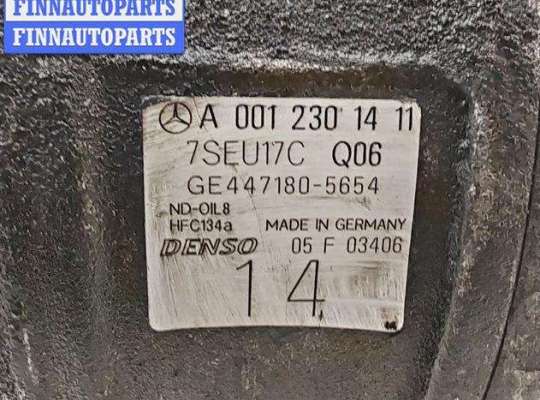 FINNAUTOPARTS
FINNAUTOPARTS
A 001 230 14 11
7SEU17C Q06
GE447180-5654
ND-OIL8
HFC134a MADE IN GERMANY
DENSO 05 F 03406
14